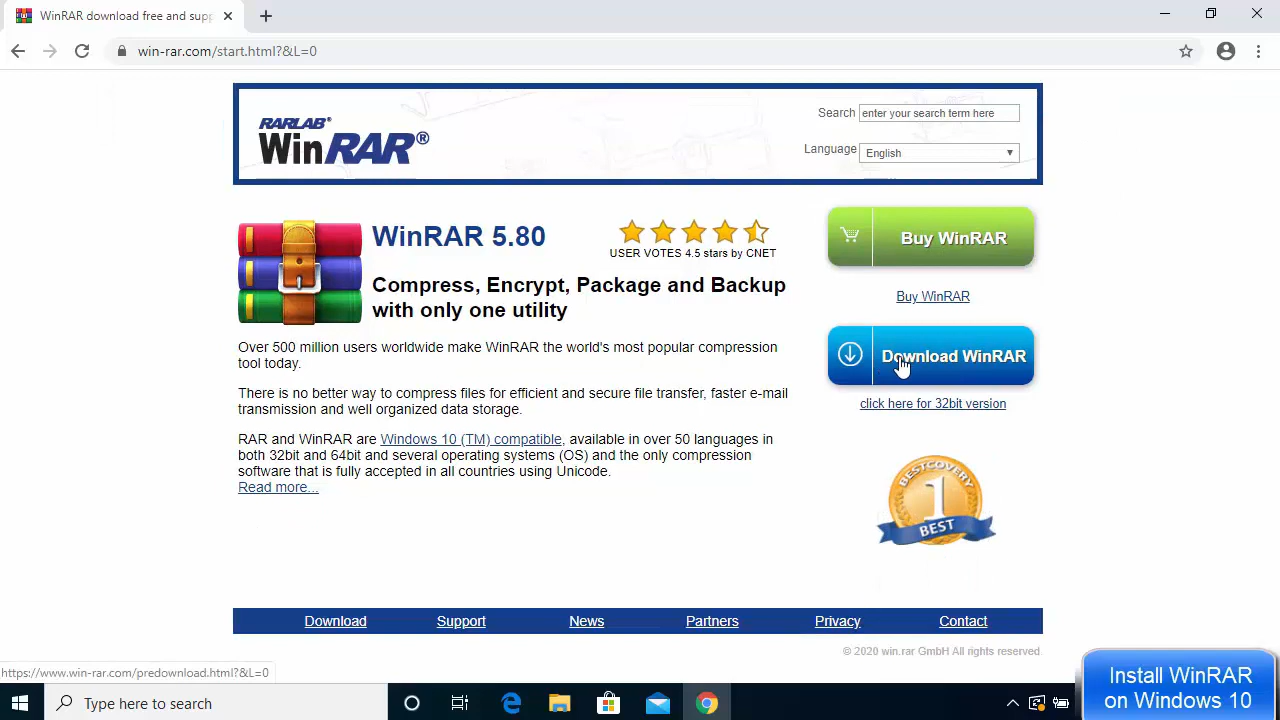 WinRAR download free and supp
win-rar.com/start.html?&L=0
RARLAB®
WinRAR®
Search enter your search term here
Language English
WinRAR 5.80
USER VOTES 4.5 stars by CNET
Compress, Encrypt, Package and Backup
with only one utility
Over 500 million users worldwide make WinRAR the world's most popular compression
tool today.
There is no better way to compress files for efficient and secure file transfer, faster e-mail
transmission and well organized data storage.
RAR and WinRAR are Windows 10 (TM) compatible, available in over 50 languages in
both 32bit and 64bit and several operating systems (OS) and the only compression
software that is fully accepted in all countries using Unicode.
Read more...
Buy WinRAR
Buy WinRAR
Download WinRAR
click here for 32bit version
BESTCOVERY
1
BEST
Download Support News Partners Privacy Contact
© 2020 win.rar GmbH All rights reserved.
https://www.win-rar.com/predownload.html?&L=0
Type here to search
Install WinRAR
on Windows 10